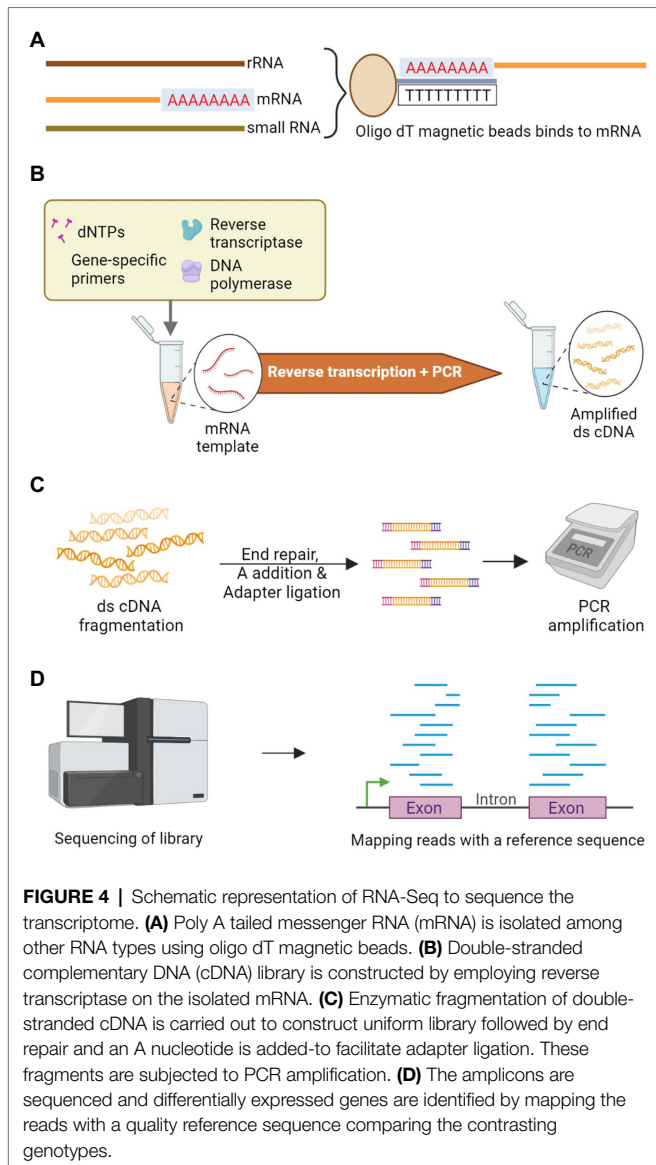 A
rRNA
AAAAAAAA mRNA
small RNA
AAAAAAAA
TTTTTTTTT
Oligo dT magnetic beads binds to mRNA
B
dNTPs
Reverse
transcriptase
Gene-specific
primers
DNA
polymerase
Reverse transcription + PCR
mRNA
template
Amplified
ds cDNA
C
ds cDNA
fragmentation
End repair,
A addition &
Adapter ligation
PCR
PCR
amplification
D
Sequencing of library
Exon
Intron
Exon
Mapping reads with a reference sequence
FIGURE 4 | Schematic representation of RNA-Seq to sequence the
transcriptome. (A) Poly A tailed messenger RNA (mRNA) is isolated among
other RNA types using oligo dT magnetic beads. (B) Double-stranded
complementary DNA (cDNA) library is constructed by employing reverse
transcriptase on the isolated mRNA. (C) Enzymatic fragmentation of double-
stranded cDNA is carried out to construct uniform library followed by end
repair and an A nucleotide is added-to facilitate adapter ligation. These
fragments are subjected to PCR amplification. (D) The amplicons are
sequenced and differentially expressed genes are identified by mapping the
reads with a quality reference sequence comparing the contrasting
genotypes.